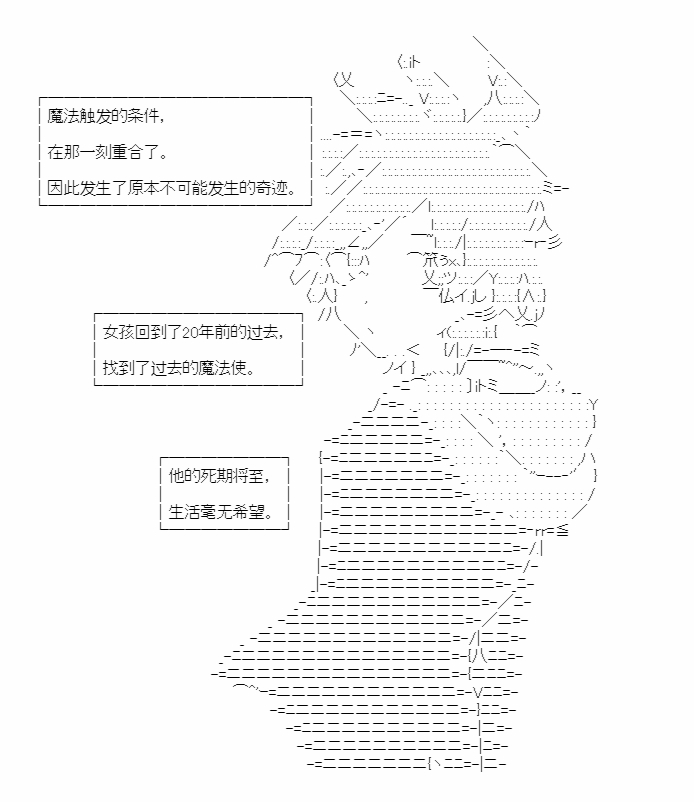 魔法触发的条件，
在那一刻重合了。
因此发生了原本不可能发生的奇迹。
女孩回到了20年前的过去，
找到了过去的魔法使。
他的死期将至，
生活毫无希望。